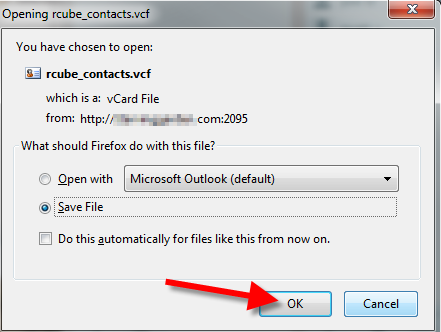 Opening rcube_contacts.vcf
You have chosen to open:
rcube_contacts.vcf
which is a: vCard File
from: http:// .com:2095
What should Firefox do with this file?
Open with Microsoft Outlook (default)
Save File
Do this automatically for files like this from now on.
OK Cancel